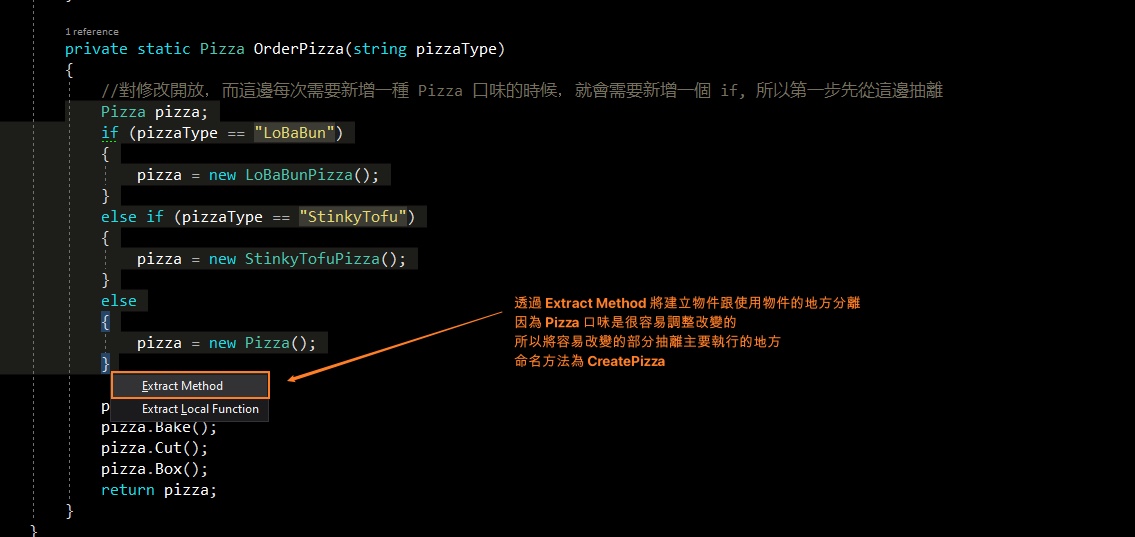 1 reference
private static Pizza OrderPizza(string pizzaType)
{
//對修改開放，而這邊每次需要新增一種 Pizza 口味的時候，就會需要新增一個 if, 所以第一步先從這邊抽離
Pizza pizza;
if (pizzaType == "LoBaBun")
{
pizza = new LoBaBunPizza();
}
else if (pizzaType == "StinkyTofu")
{
pizza = new StinkyTofuPizza();
}
else
{
pizza = new Pizza();
}
透過 Extract Method 將建立物件跟使用物件的地方分離
因為 Pizza 口味是很容易調整改變的
所以將容易改變的部分抽離主要執行的地方
命名方法為 CreatePizza
Extract Method
Extract Local Function
p
pizza.Bake();
pizza.Cut();
pizza.Box();
return pizza;
}
}